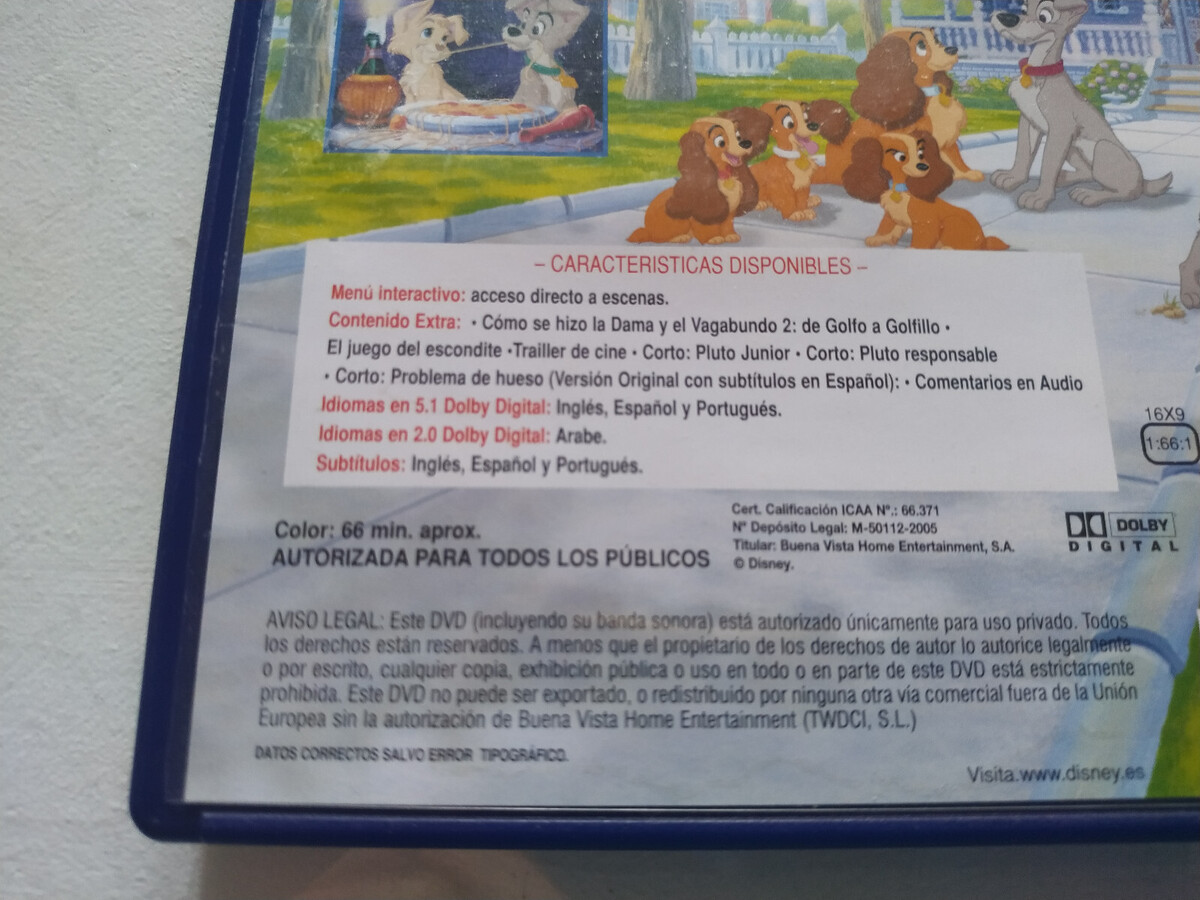 – CARACTERISTICAS DISPONIBLES –
Menú interactivo: acceso directo a escenas.
Contenido Extra: • Cómo se hizo la Dama y el Vagabundo 2: de Golfo a Golfillo •
El juego del escondite •Trailler de cine • Corto: Pluto Junior • Corto: Pluto responsable
• Corto: Problema de hueso (Versión Original con subtítulos en Español): • Comentarios en Audio
Idiomas en 5.1 Dolby Digital: Inglés, Español y Portugués.
Idiomas en 2.0 Dolby Digital: Arabe.
Subtítulos: Inglés, Español y Portugués.
16X9
1:66:1
Color: 66 min. aprox.
AUTORIZADA PARA TODOS LOS PÚBLICOS
Cert. Calificación ICAA Nº.: 66.371
Nº Depósito Legal: M-50112-2005
Titular: Buena Vista Home Entertainment, S.A.
© Disney.
DOLBY
DIGITAL
AVISO LEGAL: Este DVD (incluyendo su banda sonora) está autorizado únicamente para uso privado. Todos
los derechos están reservados. A menos que el propietario de los derechos de autor lo autorice legalmente
o por escrito, cualquier copia, exhibición pública o uso en todo o en parte de este DVD está estrictamente
prohibida. Este DVD no puede ser exportado, o redistribuido por ninguna otra vía comercial fuera de la Unión
Europea sin la autorización de Buena Vista Home Entertainment (TWDCI, S.L.)
DATOS CORRECTOS SALVO ERROR TIPOGRÁFICO.
Visita.www.disney.es